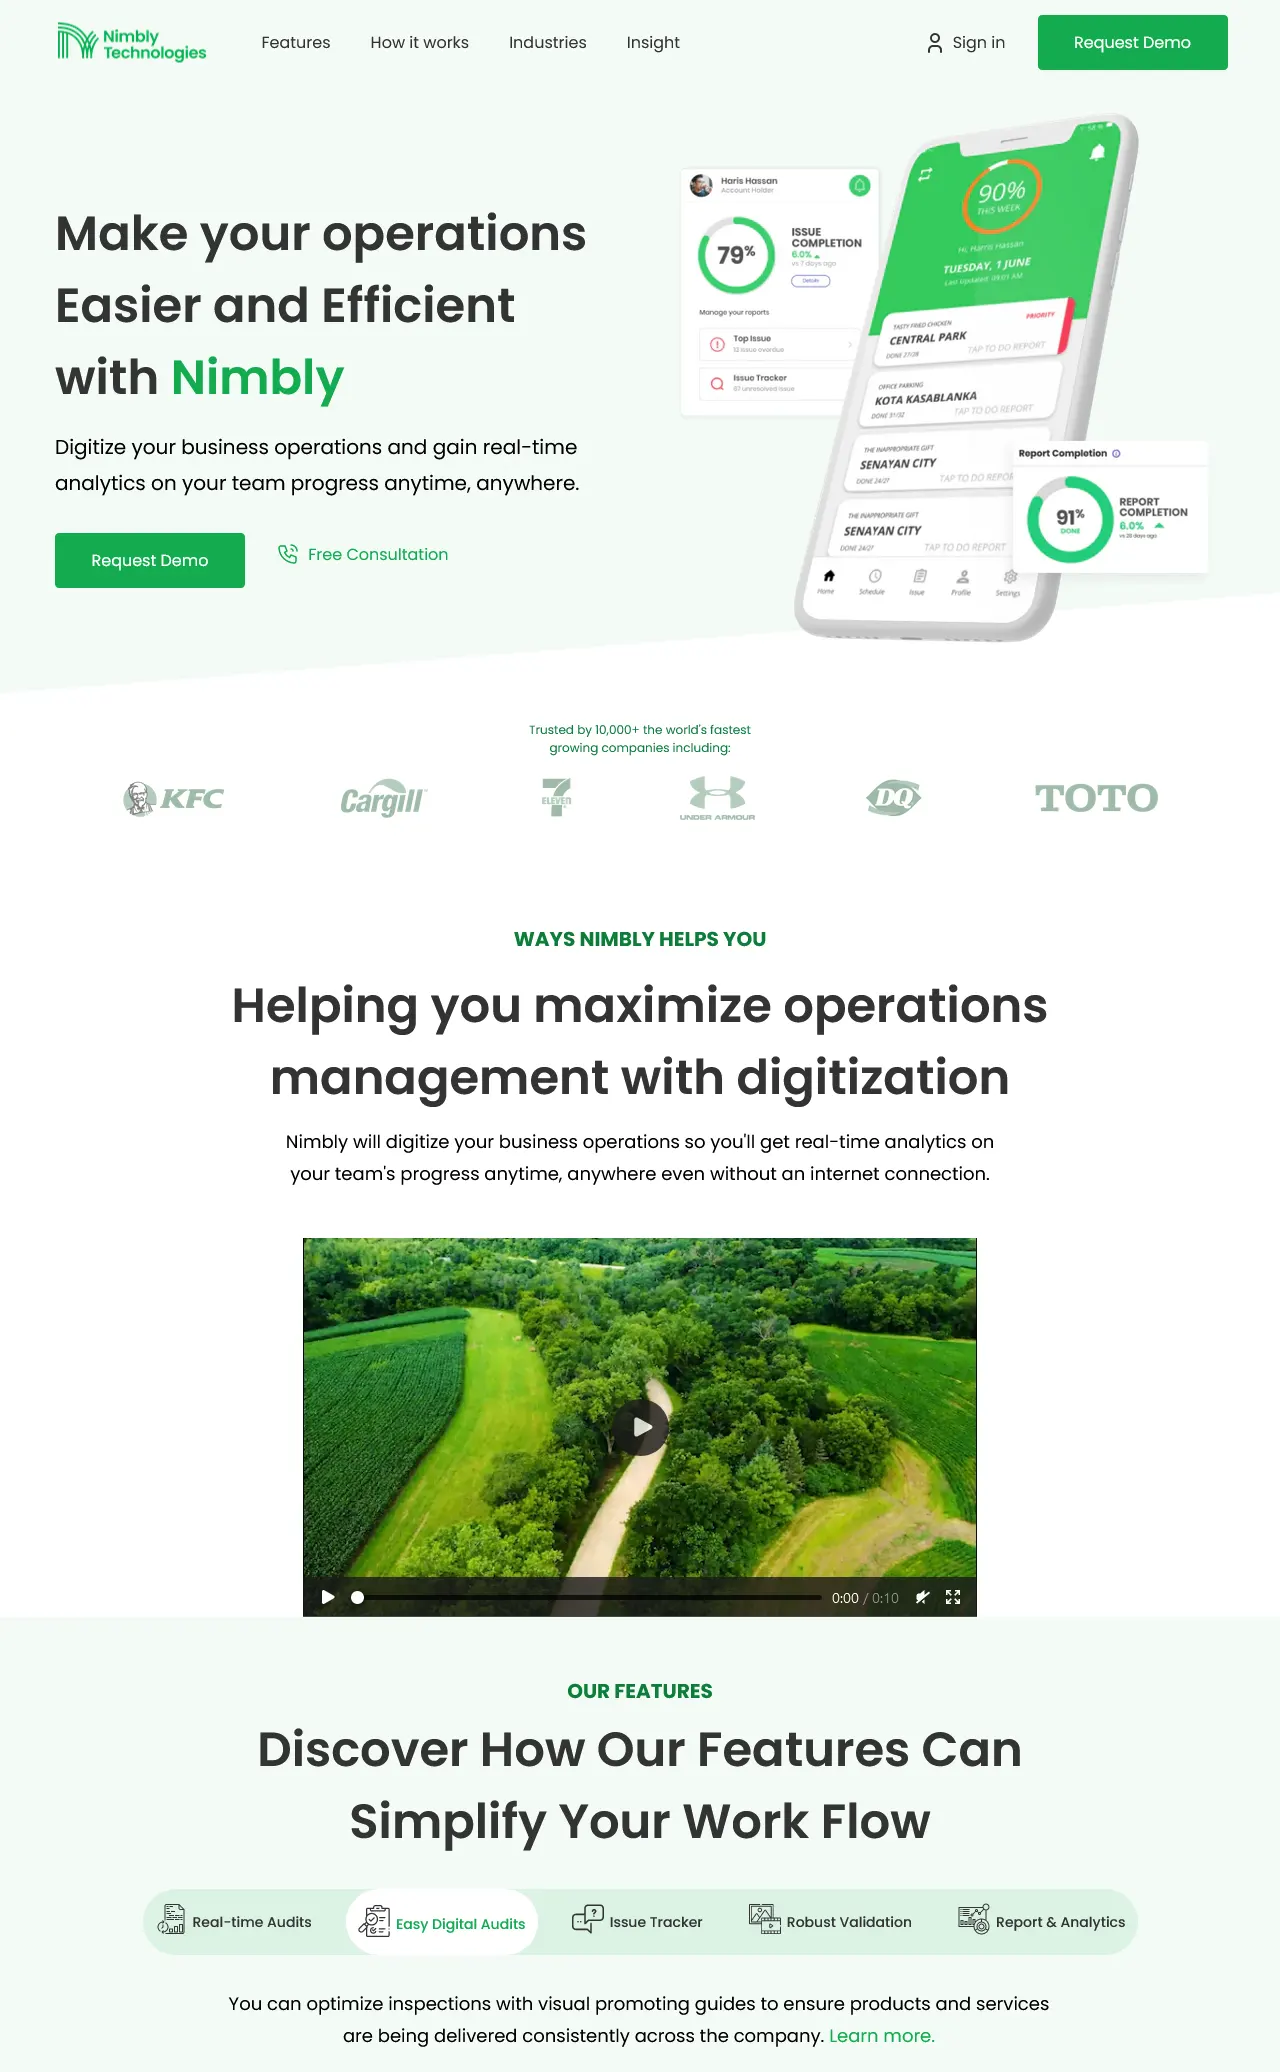 Nimbly
Technologies
Features
How it works
Industries
Insight
Sign in
Request Demo
Make your operations
Easier and Efficient
with Nimbly
Digitize your business operations and gain real-time
analytics on your team progress anytime, anywhere.
Request Demo
Free Consultation
Haris Hassan
Account Holder
79%
ISSUE
COMPLETION
6.0%
vs 7 days ago
Details
Manage your reports
Top Issue
12 issue overdue
Issue Tracker
87 unresolved issue
90%
THIS WEEK
Hi, Harris Hassan
TUESDAY, 1 JUNE
Last Updated: 09:05 AM
TASTY FRIED CHICKEN
PRIORITY
CENTRAL PARK
DONE 27/28
TAP TO DO REPORT
OFFICE PARKING
KOTA KASABLANKA
DONE 31/32
TAP TO DO REPORT
THE INAPPROPRIATE GIFT
SENAYAN CITY
DONE 24/27
TAP TO DO REPOR
THE INAPPROPRIATE GIFT
SENAYAN CITY
DONE 24/27
TAP TO DO REPORT
Home
Schedule
Issue
Profile
Settings
Report Completion
91%
DONE
REPORT
COMPLETION
6.0%
vs 28 days ago
Trusted by 10,000+ the world's fastest
growing companies including:
KFC
Cargill
7
ELEVEN
UNDER ARMOUR
DQ
TOTO
WAYS NIMBLY HELPS YOU
Helping you maximize operations
management with digitization
Nimbly will digitize your business operations so you'll get real-time analytics on
your team's progress anytime, anywhere even without an internet connection.
0:00 / 0:10
OUR FEATURES
Discover How Our Features Can
Simplify Your Work Flow
Real-time Audits
Easy Digital Audits
Issue Tracker
Robust Validation
Report & Analytics
You can optimize inspections with visual promoting guides to ensure products and services
are being delivered consistently across the company. Learn more.